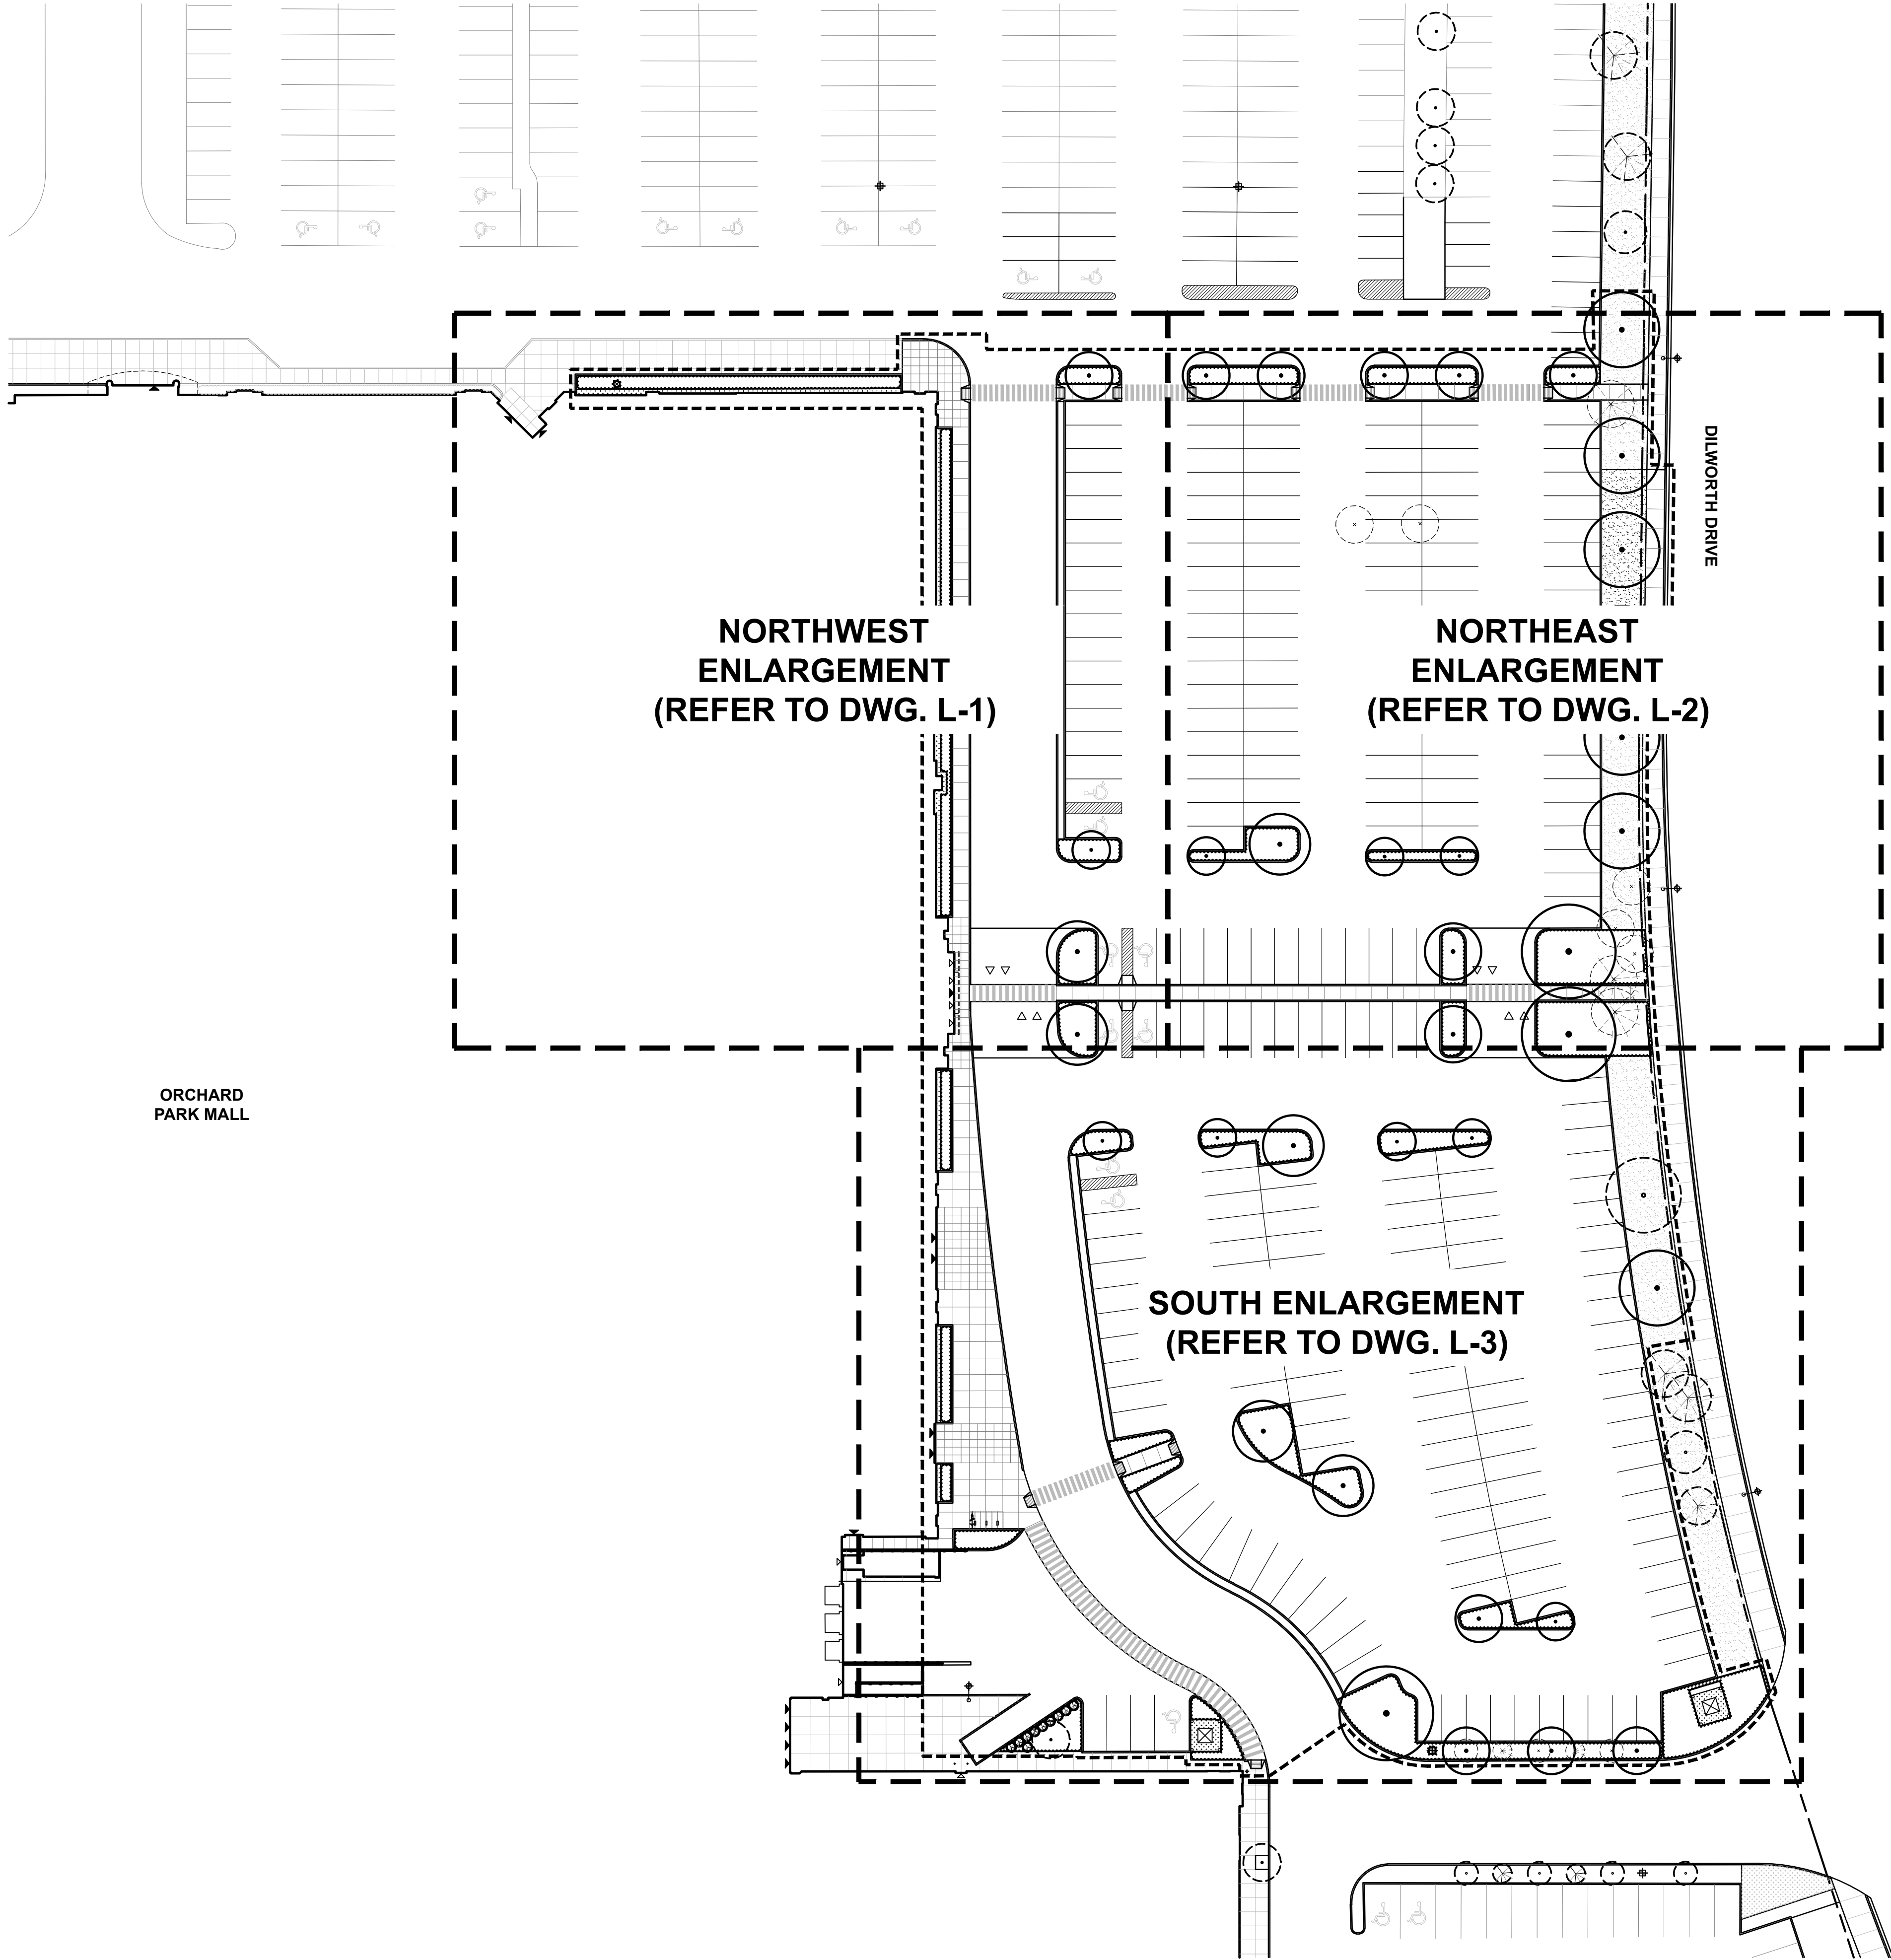 DILWORTH DRIVE
NORTHWEST
ENLARGEMENT
(REFER TO DWG. L-1)
NORTHEAST
ENLARGEMENT
(REFER TO DWG. L-2)
ORCHARD
PARK MALL
SOUTH ENLARGEMENT
(REFER TO DWG. L-3)